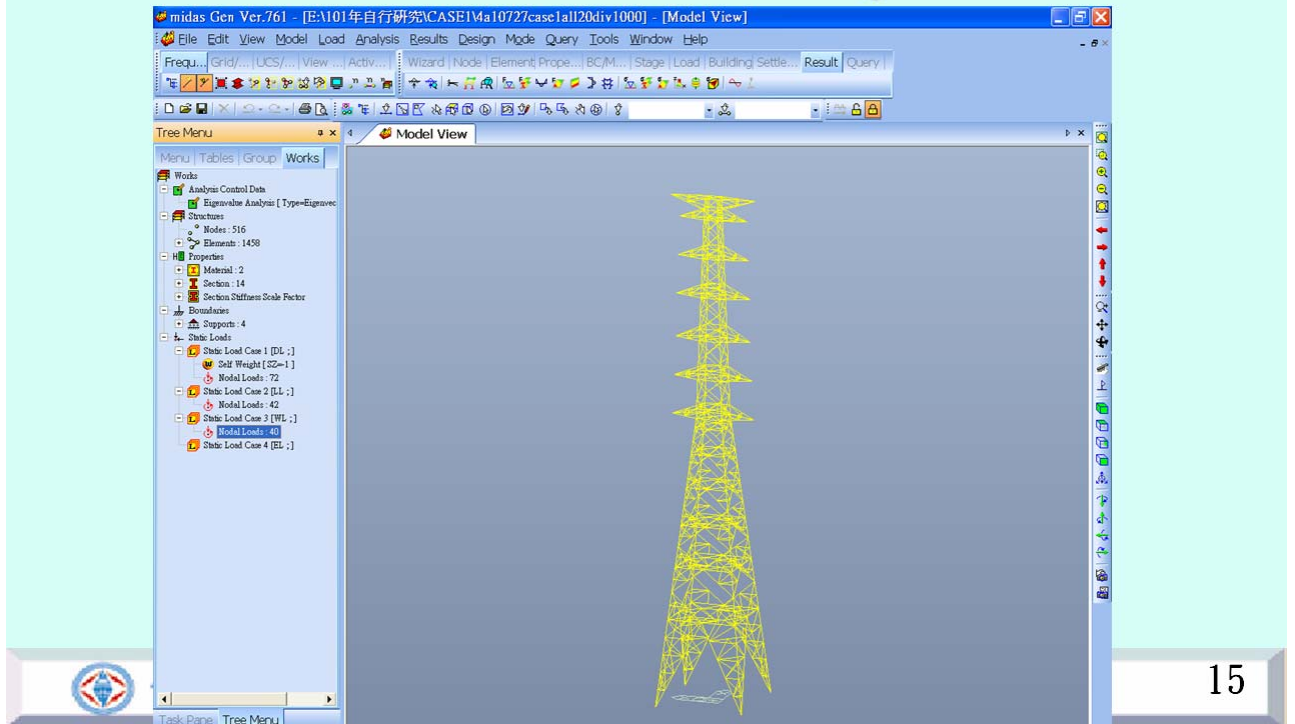 midas Gen Ver.761 - [E:\101年自行研究\CASE1\4a10727case1all20div1000] - [Model View]
File Edit View Model Load Analysis Results Design Mode Query Tools Window Help
Frequ... Grid/... UCS/... View ... Activ... Wizard Node Element Prope... BC/M... Stage Load Building Settle... Result Query
Tree Menu Model View
Menu Tables Group Works
Works
Analysis Control Data
Eigenvalue Analysis [ Type=Eigenvec
Structures
Nodes : 516
Elements : 1458
Properties
Material : 2
Section : 14
Section Stiffness Scale Factor
Boundaries
Supports : 4
Static Loads
Static Load Case 1 [DL ; ]
Self Weight [ SZ=-1 ]
Nodal Loads : 72
Static Load Case 2 [LL ; ]
Nodal Loads : 42
Static Load Case 3 [WL ; ]
Nodal Loads : 40
Static Load Case 4 [EL ; ]
15
Task Pane Tree Menu